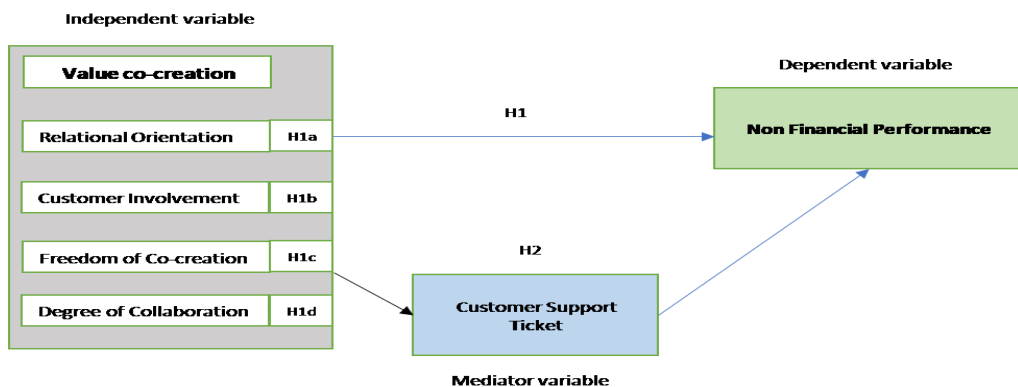 Independent variable
Value co-creation
Dependent variable
Relational Orientation
H1a
H1
Non Financial Performance
Customer Involvement
H1b
Freedom of Co-creation
H1c
H2
Degree of Collaboration
H1d
Customer Support
Ticket
Mediator variable